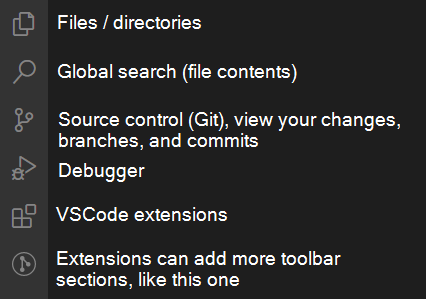 Files / directories
Global search (file contents)
Source control (Git), view your changes,
branches, and commits
Debugger
VSCode extensions
Extensions can add more toolbar
sections, like this one